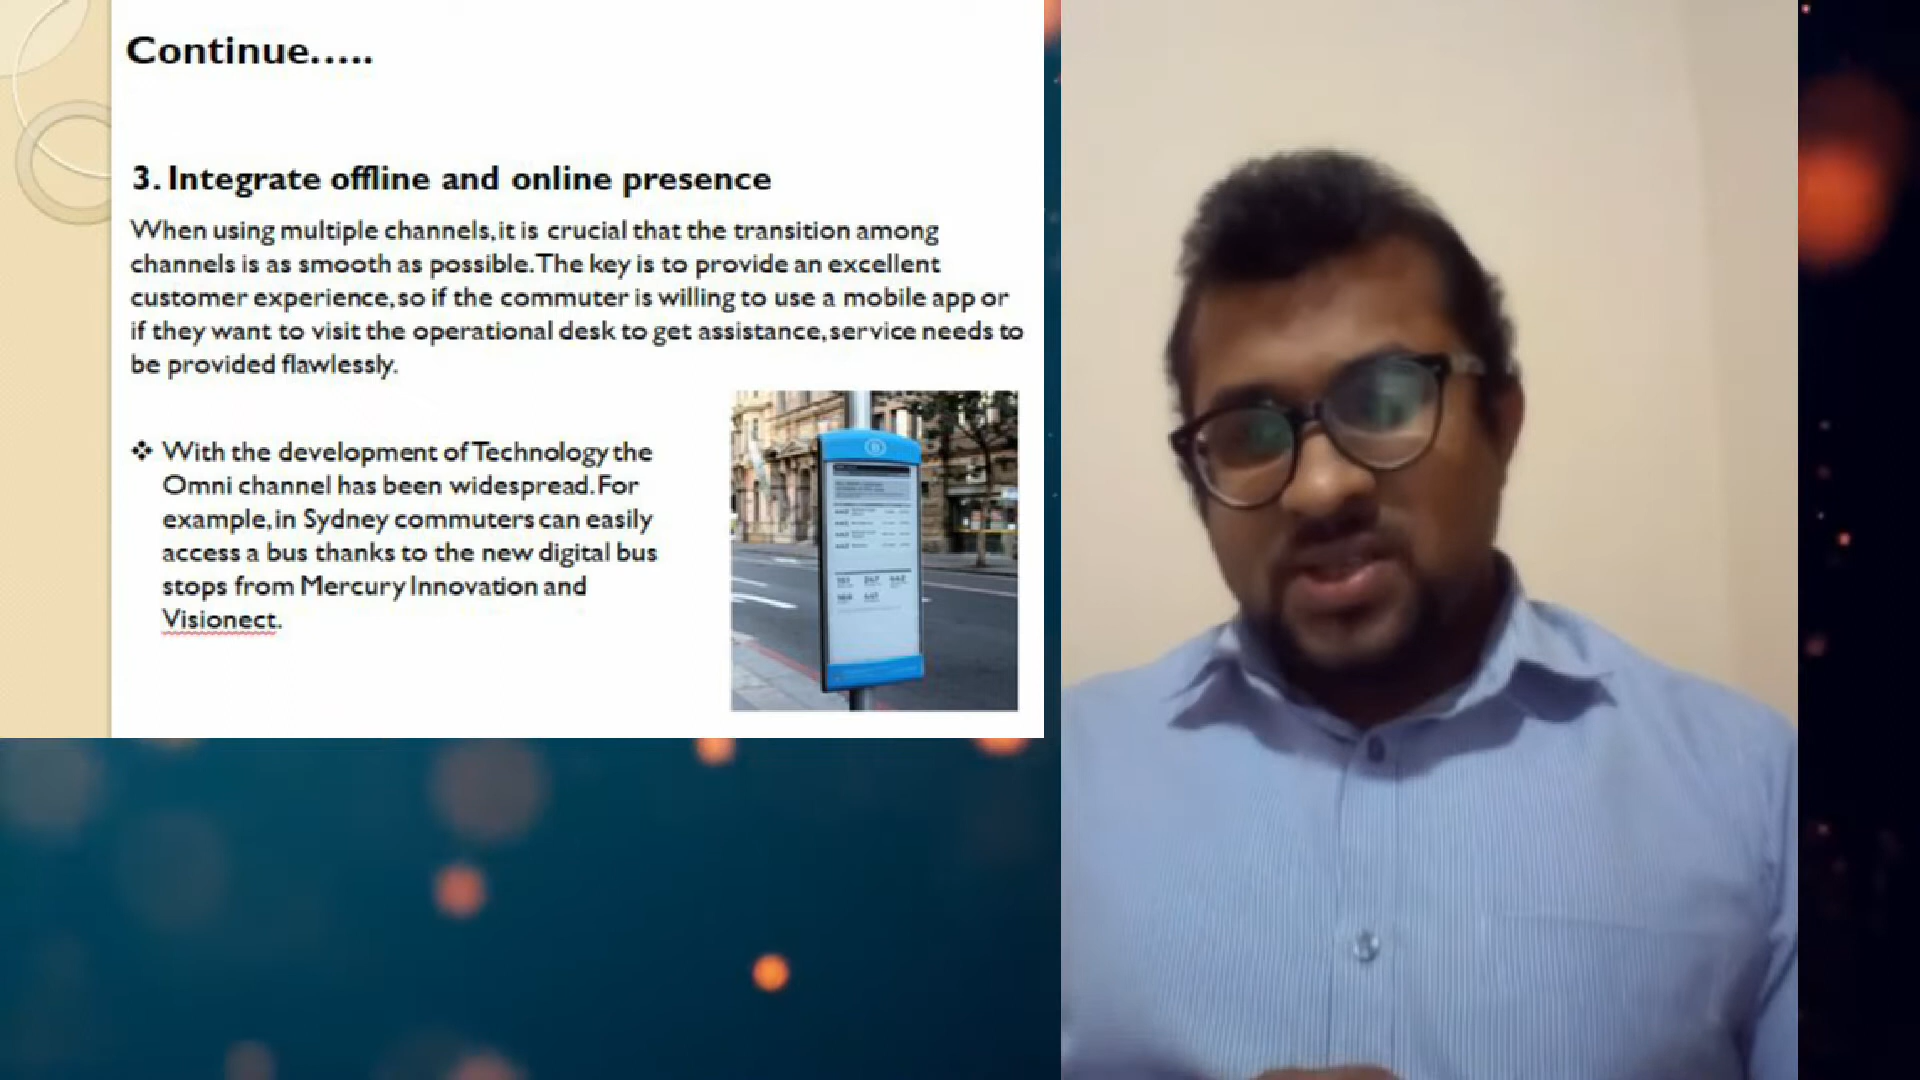 Continue.....
3. Integrate offline and online presence
When using multiple channels, it is crucial that the transition among
channels is as smooth as possible. The key is to provide an excellent
customer experience, so if the commuter is willing to use a mobile app or
if they want to visit the operational desk to get assistance, service needs to
be provided flawlessly.
❖ With the development of Technology the
Omni channel has been widespread. For
example, in Sydney commuters can easily
access a bus thanks to the new digital bus
stops from Mercury Innovation and
Visionect.